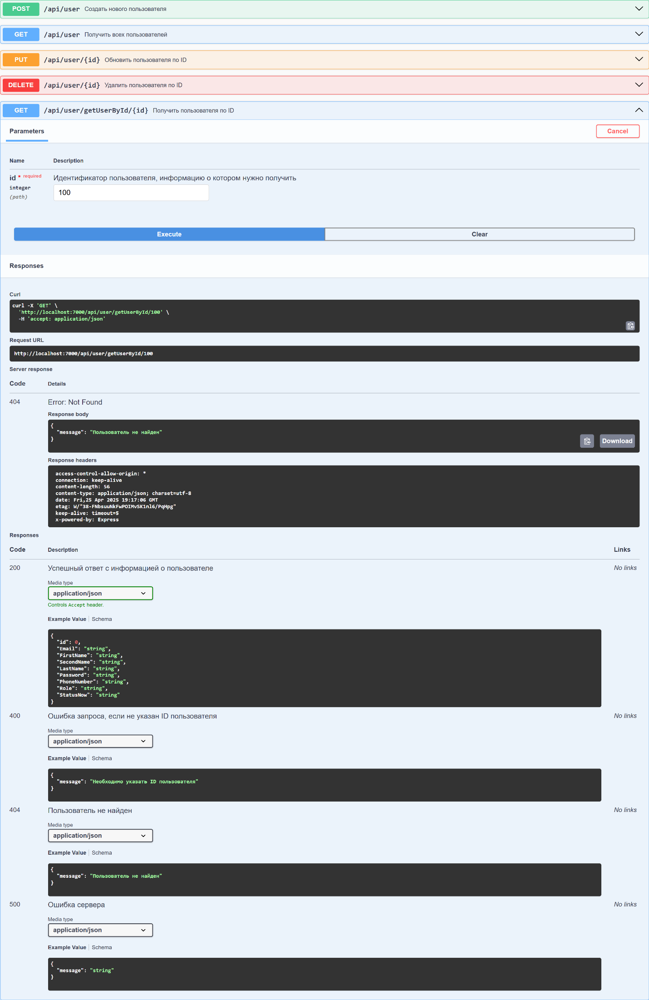 POST /api/user Создать нового пользователя
GET /api/user Получить всех пользователей
PUT /api/user/{id} Обновить пользователя по ID
DELETE /api/user/{id} Удалить пользователя по ID
GET /api/user/getUserById/{id} Получить пользователя по ID
Parameters Cancel
Name Description
id * required Идентификатор пользователя, информацию о котором нужно получить
integer
(path)
100
Execute Clear
Responses
Curl
curl -X 'GET' \
'http://localhost:7000/api/user/getUserById/100' \
-H 'accept: application/json'
Request URL
http://localhost:7000/api/user/getUserById/100
Server response
Code Details
404 Error: Not Found
Response body
{
"message": "Пользователь не найден"
}
Download
Response headers
access-control-allow-origin: *
connection: keep-alive
content-length: 56
content-type: application/json; charset=utf-8
date: Fri,25 Apr 2025 19:17:06 GMT
etag: W/"38-FNbsuuNkFwPOIMvSK1nl6/PqHpg"
keep-alive: timeout=5
x-powered-by: Express
Responses
Code Description Links
200 Успешный ответ с информацией о пользователе No links
Media type
application/json
Controls Accept header.
Example Value Schema
{
"id": 0,
"Email": "string",
"FirstName": "string",
"SecondName": "string",
"LastName": "string",
"Password": "string",
"PhoneNumber": "string",
"Role": "string",
"StatusNow": "string"
}
400 Ошибка запроса, если не указан ID пользователя No links
Media type
application/json
Example Value Schema
{
"message": "Необходимо указать ID пользователя"
}
404 Пользователь не найден No links
Media type
application/json
Example Value Schema
{
"message": "Пользователь не найден"
}
500 Ошибка сервера No links
Media type
application/json
Example Value Schema
{
"message": "string"
}